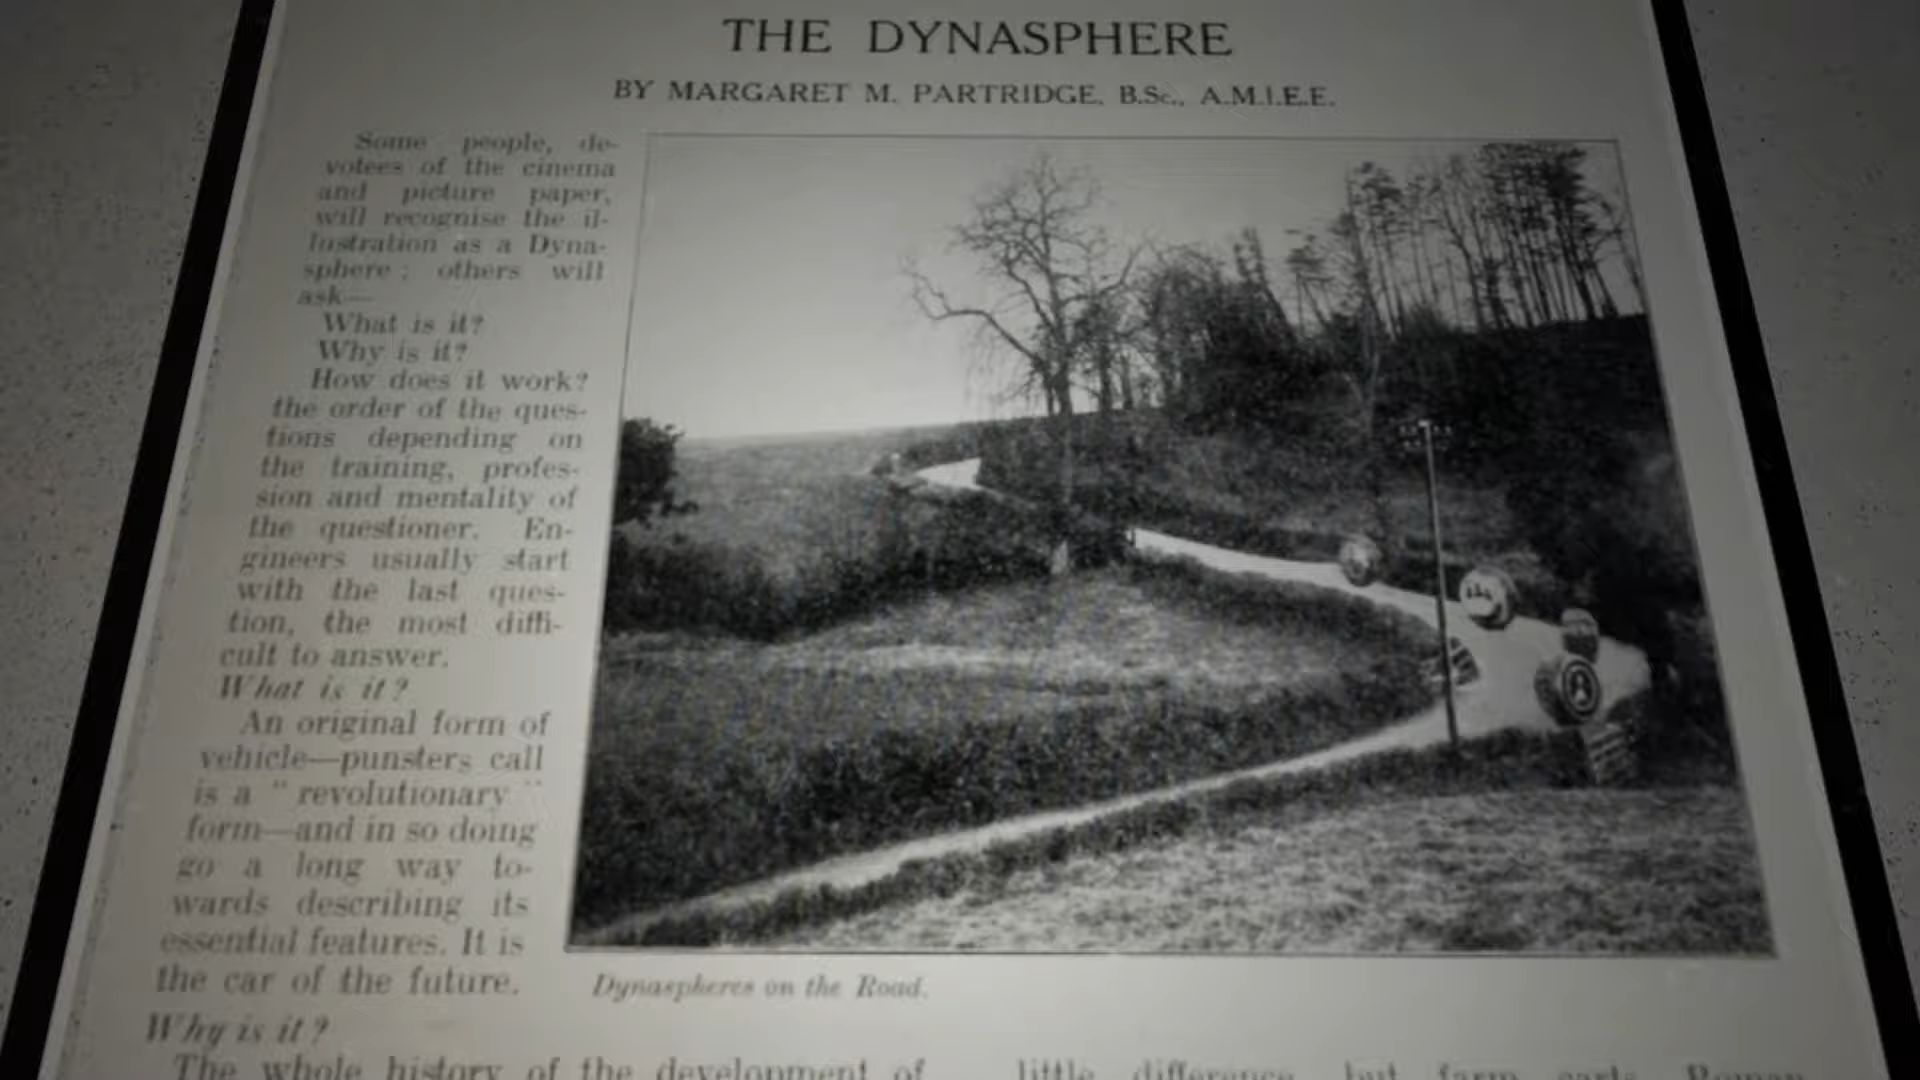 THE DYNASPHERE
BY MARGARET M. PARTRIDGE, B.Sc., A.M.I.E.E.
Some people, de-
votees of the cinema
and picture paper,
will recognise the il-
lustration as a Dyna-
sphere; others will
ask—
What is it?
Why is it?
How does it work?
the order of the ques-
tions depending on
the training, profes-
sion and mentality of
the questioner. En-
gineers usually start
with the last ques-
tion, the most diffi-
cult to answer.
What is it?
An original form of
vehicle—punsters call
is a "revolutionary"
form—and in so doing
go a long way to-
wards describing its
essential features. It is
the car of the future.
Dynaspheres on the Road.
Why is it?
The whole history of the development of
little difference, but farm carts, Roman